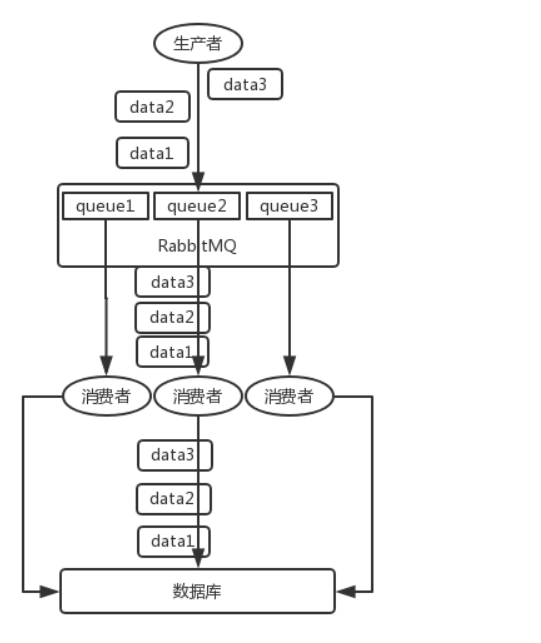 生产者
data3
data2
data1
queue1 queue2 queue3
RabbitMQ
data3
data2
data1
消费者 消费者 消费者
data3
data2
data1
数据库